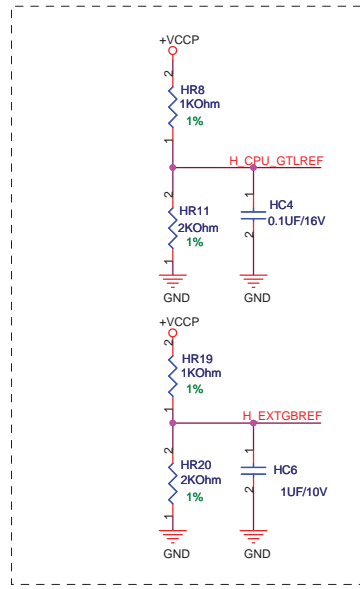 +VCCP
2
HR8
1KOhm
1%
1
H_CPU_GTLREF
2
HR11
2KOhm
1%
1
1
HC4
0.1UF/16V
2
GND
GND
+VCCP
2
HR19
1KOhm
1%
1
H_EXTGBREF
2
HR20
2KOhm
1%
1
1
HC6
1UF/10V
2
GND
GND